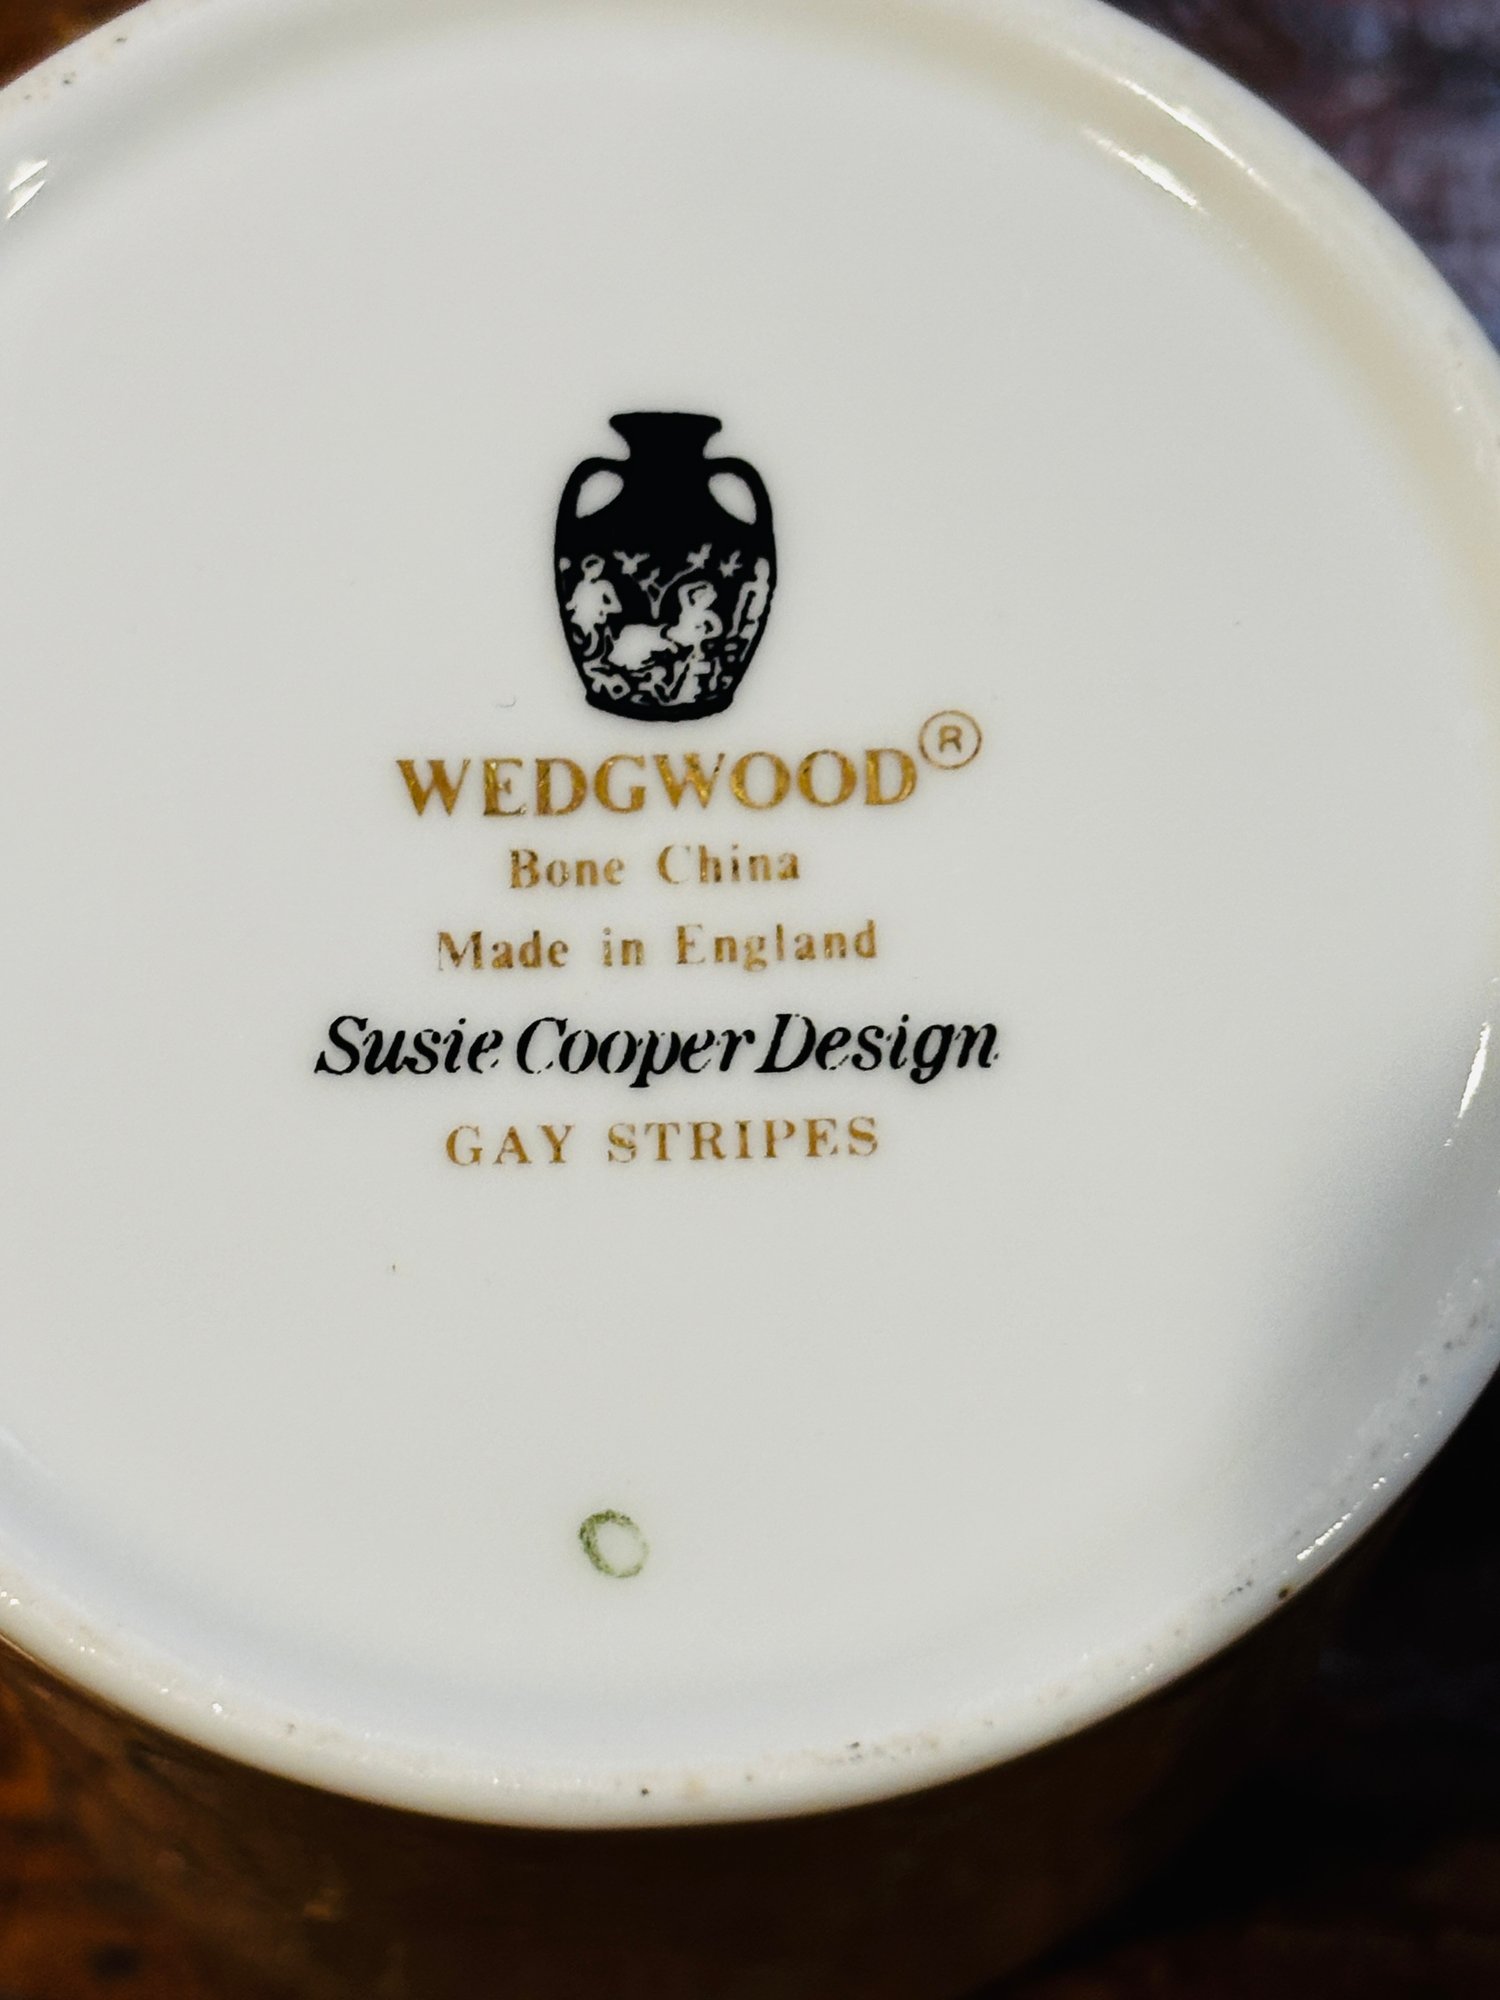 WEDGWOOD®
Bone China
Made in England
Susie Cooper Design
GAY STRIPES